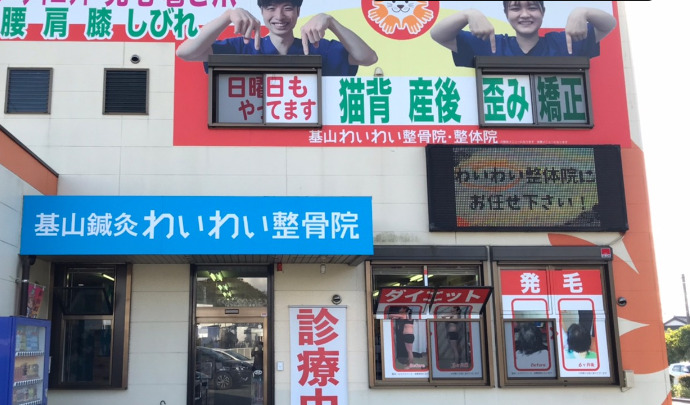 腰 肩 膝 しびれ
日曜日も
やってます
猫背 産後 歪み 矯正
基山わいわい整骨院・整体院
わいわい整体院に
お任せ下さい!
基山鍼灸わいわい整骨院
ダイエット
発毛
Before
Before
診療中